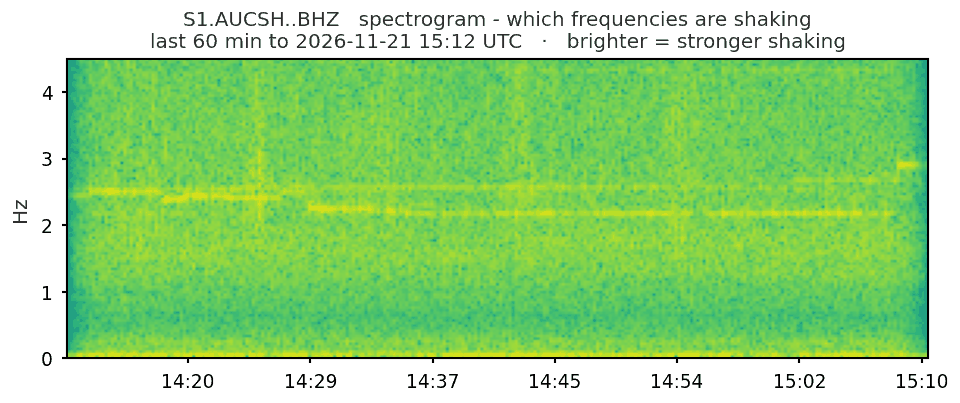 S1.AUCSH..BHZ   spectrogram - which frequencies are shaking
last 60 min to 2026-11-21 15:12 UTC   ·   brighter = stronger shaking
4
3
Hz
2
1
0
14:20 14:29 14:37 14:45 14:54 15:02 15:10